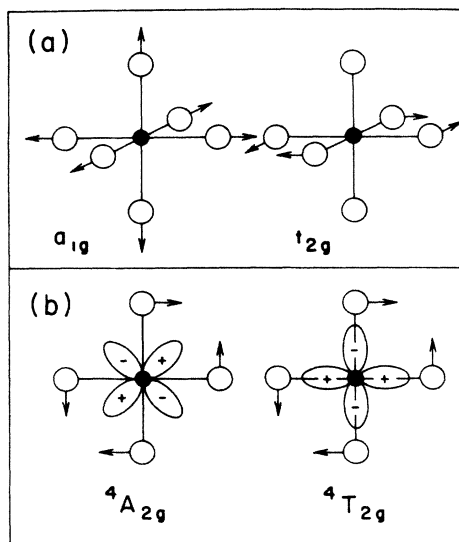 (a)
a₁g t₂g
(b)
- + + -
- + + -
⁴A₂g ⁴T₂g